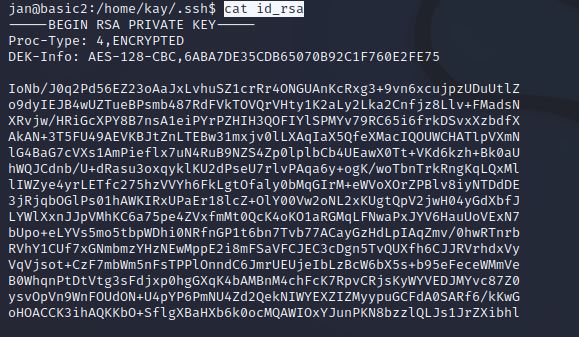 jan@basic2:/home/kay/.ssh$ cat id_rsa
-----BEGIN RSA PRIVATE KEY-----
Proc-Type: 4,ENCRYPTED
DEK-Info: AES-128-CBC,6ABA7DE35CDB65070B92C1F760E2FE75
IoNb/J0q2Pd56EZ23oAaJxLvhuSZ1crRr4ONGUAnKcRxg3+9vn6xcujpzUDuUtlZ
o9dyIEJB4wUZTueBPsmb487RdFVkTOVQrVHty1K2aLy2Lka2Cnfjz8Llv+FMadsN
XRvjw/HRiGcXPY8B7nsA1eiPYrPZHIH3QOFIYlSPMYv79RC65i6frkDSvxXzbdfX
AkAN+3T5FU49AEVKBJtZnLTEBw31mxjv0lLXAqIaX5QfeXMacIQOUWCHATlpVXmN
lG4BaG7cVXs1AmPieflx7uN4RuB9NZS4Zp0lplbCb4UEawX0Tt+VKd6kzh+Bk0aU
hWQJCdnb/U+dRasu3oxqyklKU2dPseU7rlvPAqa6y+ogK/woTbnTrkRngKqLQxMl
lIWZye4yrLETfc275hzVVYh6FkLgtOfaly0bMqGIrM+eWVoXOrZPBlv8iyNTDdDE
3jRjqbOGlPs01hAWKIRxUPaEr18lcZ+OlY00Vw2oNL2xKUgtQpV2jwH04yGdXbfJ
LYWlXxnJJpVMhKC6a75pe4ZVxfmMt0QcK4oKO1aRGMqLFNwaPxJYV6HauUoVExN7
bUpo+eLYVs5mo5tbpWDhi0NRfnGP1t6bn7Tvb77ACayGzHdLpIAqZmv/0hwRTnrb
RVhY1CUf7xGNmbmzYHzNEwMppE2i8mFSaVFCJEC3cDgn5TvQUXfh6CJJRVrhdxVy
VqVjsot+CzF7mbWm5nFsTPPlOnndC6JmrUEUjeIbLzBcW6bX5s+b95eFeceWMmVe
B0WhqnPtDtVtg3sFdjxp0hgGXqK4bAMBnM4chFcK7RpvCRjsKyWYVEDJMYvc87Z0
ysvOpVn9WnFOUdON+U4pYP6PmNU4Zd2QekNIWYEXZIZMyypuGCFdA0SARf6/kKwG
oHOACCK3ihAQKKbO+SflgXBaHXb6k0ocMQAWIOxYJunPKN8bzzlQLJs1JrZXibhl